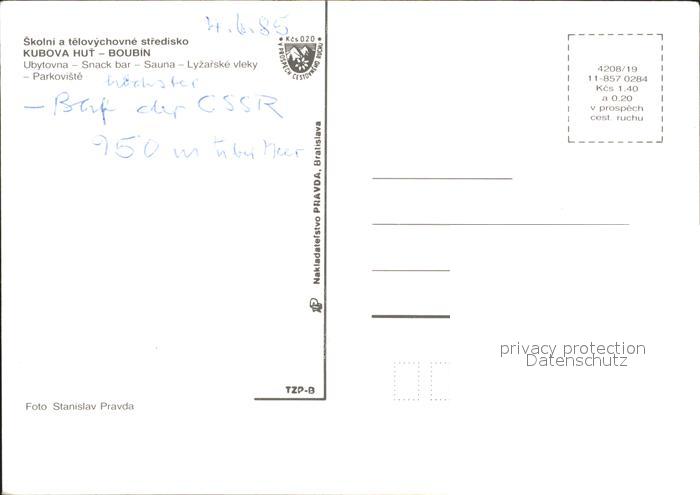 4.6.85
Školní a tělovýchovné středisko
KUBOVA HUŤ – BOUBÍN
Ubytovna – Snack bar – Sauna – Lyžařské vleky
– Parkoviště
höchster
– Bhf der CSSR
950 m über Meer
• Kčs 0.20 •
A PROSPĚCH CESTOVNÉHO RUCHU
Nakladateľstvo PRAVDA, Bratislava
TZP-B
Foto Stanislav Pravda
4208/19
11-857 0284
Kčs 1.40
a 0.20
v prospěch
cest. ruchu
privacy protection
Datenschutz